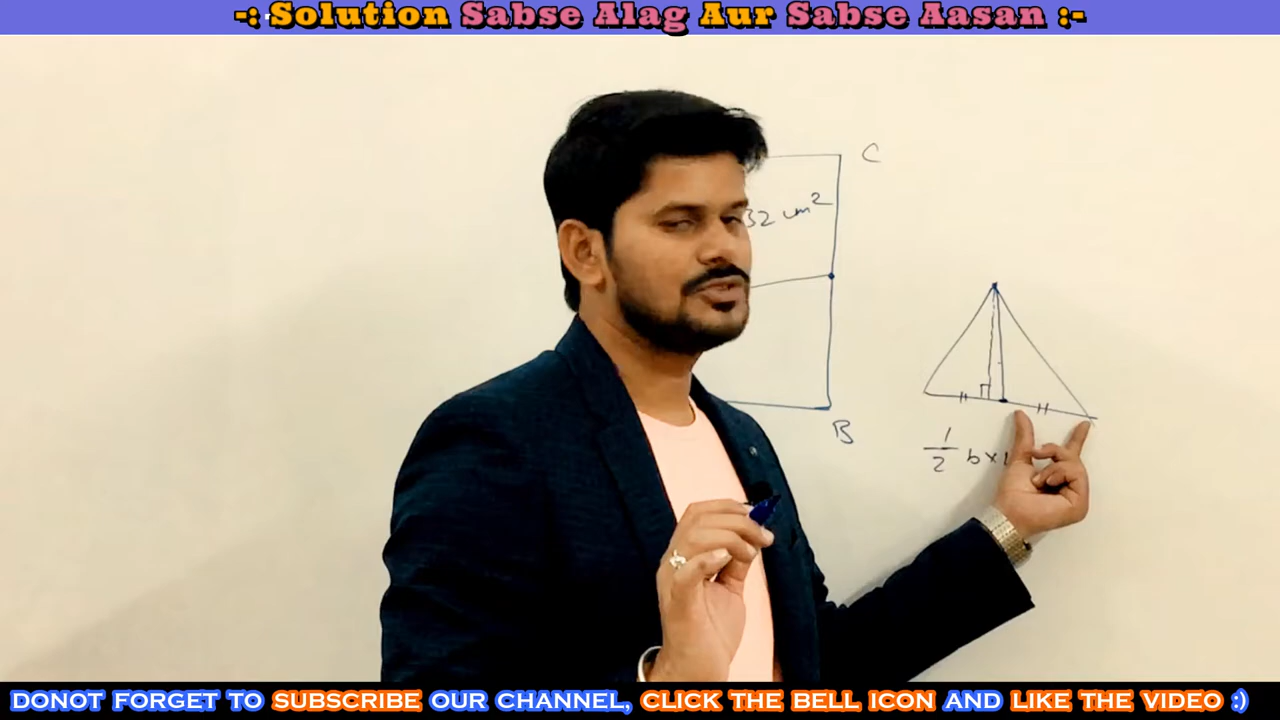 -: Solution Sabse Alag Aur Sabse Aasan :-
C
32 cm²
B
1/2 b×
DONOT FORGET TO SUBSCRIBE OUR CHANNEL, CLICK THE BELL ICON AND LIKE THE VIDEO :)